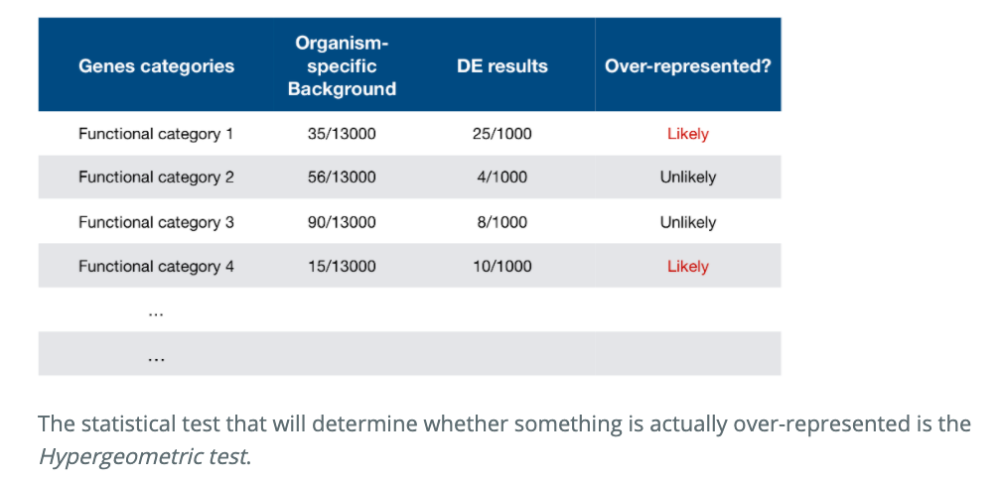 Genes categories Organism-specific Background DE results Over-represented?
Functional category 1 35/13000 25/1000 Likely
Functional category 2 56/13000 4/1000 Unlikely
Functional category 3 90/13000 8/1000 Unlikely
Functional category 4 15/13000 10/1000 Likely
...
...
The statistical test that will determine whether something is actually over-represented is the
Hypergeometric test.